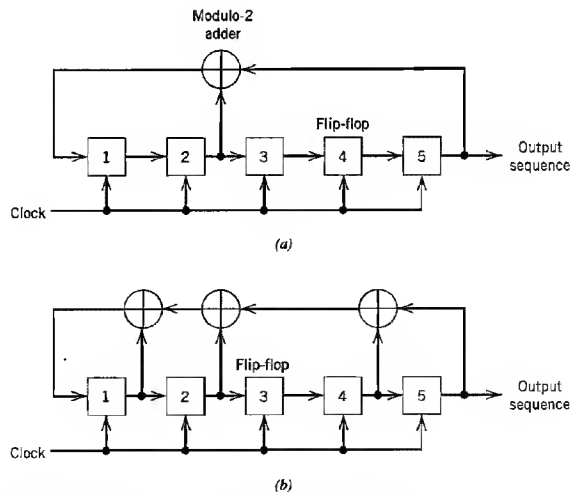 Modulo-2
adder
Flip-flop
1
2
3
4
5
Output
sequence
Clock
(a)
Flip-flop
1
2
3
4
5
Output
sequence
Clock
(b)